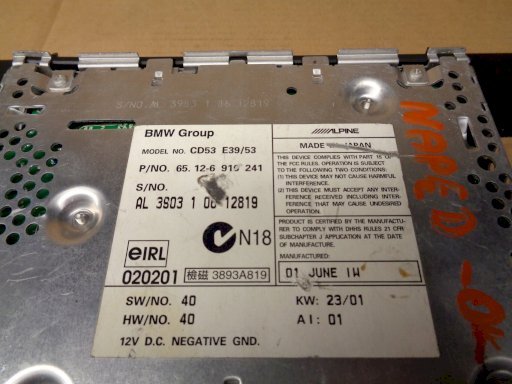 S/NO. AL 3983 1 06 12819
BMW Group
MODEL NO. CD53 E39/53
P/NO. 65.12-6 919 241
S/NO.
AL 3983 1 06 12819
N18
eIRL
020201
檢磁 3893A819
SW/NO. 40
HW/NO. 40
12V D.C. NEGATIVE GND.
ALPINE
MADE IN JAPAN
THIS DEVICE COMPLIES WITH PART 15 OF
THE FCC RULES. OPERATION IS SUBJECT
TO THE FOLLOWING TWO CONDITIONS.
(1) THIS DEVICE MAY NOT CAUSE HARMFUL
INTERFERENCE.
(2) THIS DEVICE MUST ACCEPT ANY INTER-
FERENCE RECEIVED INCLUDING INTER-
FERENCE THAT MAY CAUSE UNDESIRED
OPERATION.
PRODUCT IS CERTIFIED BY THE MANUFACTU-
RER TO COMPLY WITH DHHS RULES 21 CFR
SUBCHAPTER J APPLICATION AT THE DATE
OF MANUFACTURE.
MANUFACTURED:
01 JUNE 1W
KW: 23/01
AI: 01
NAPED -OK